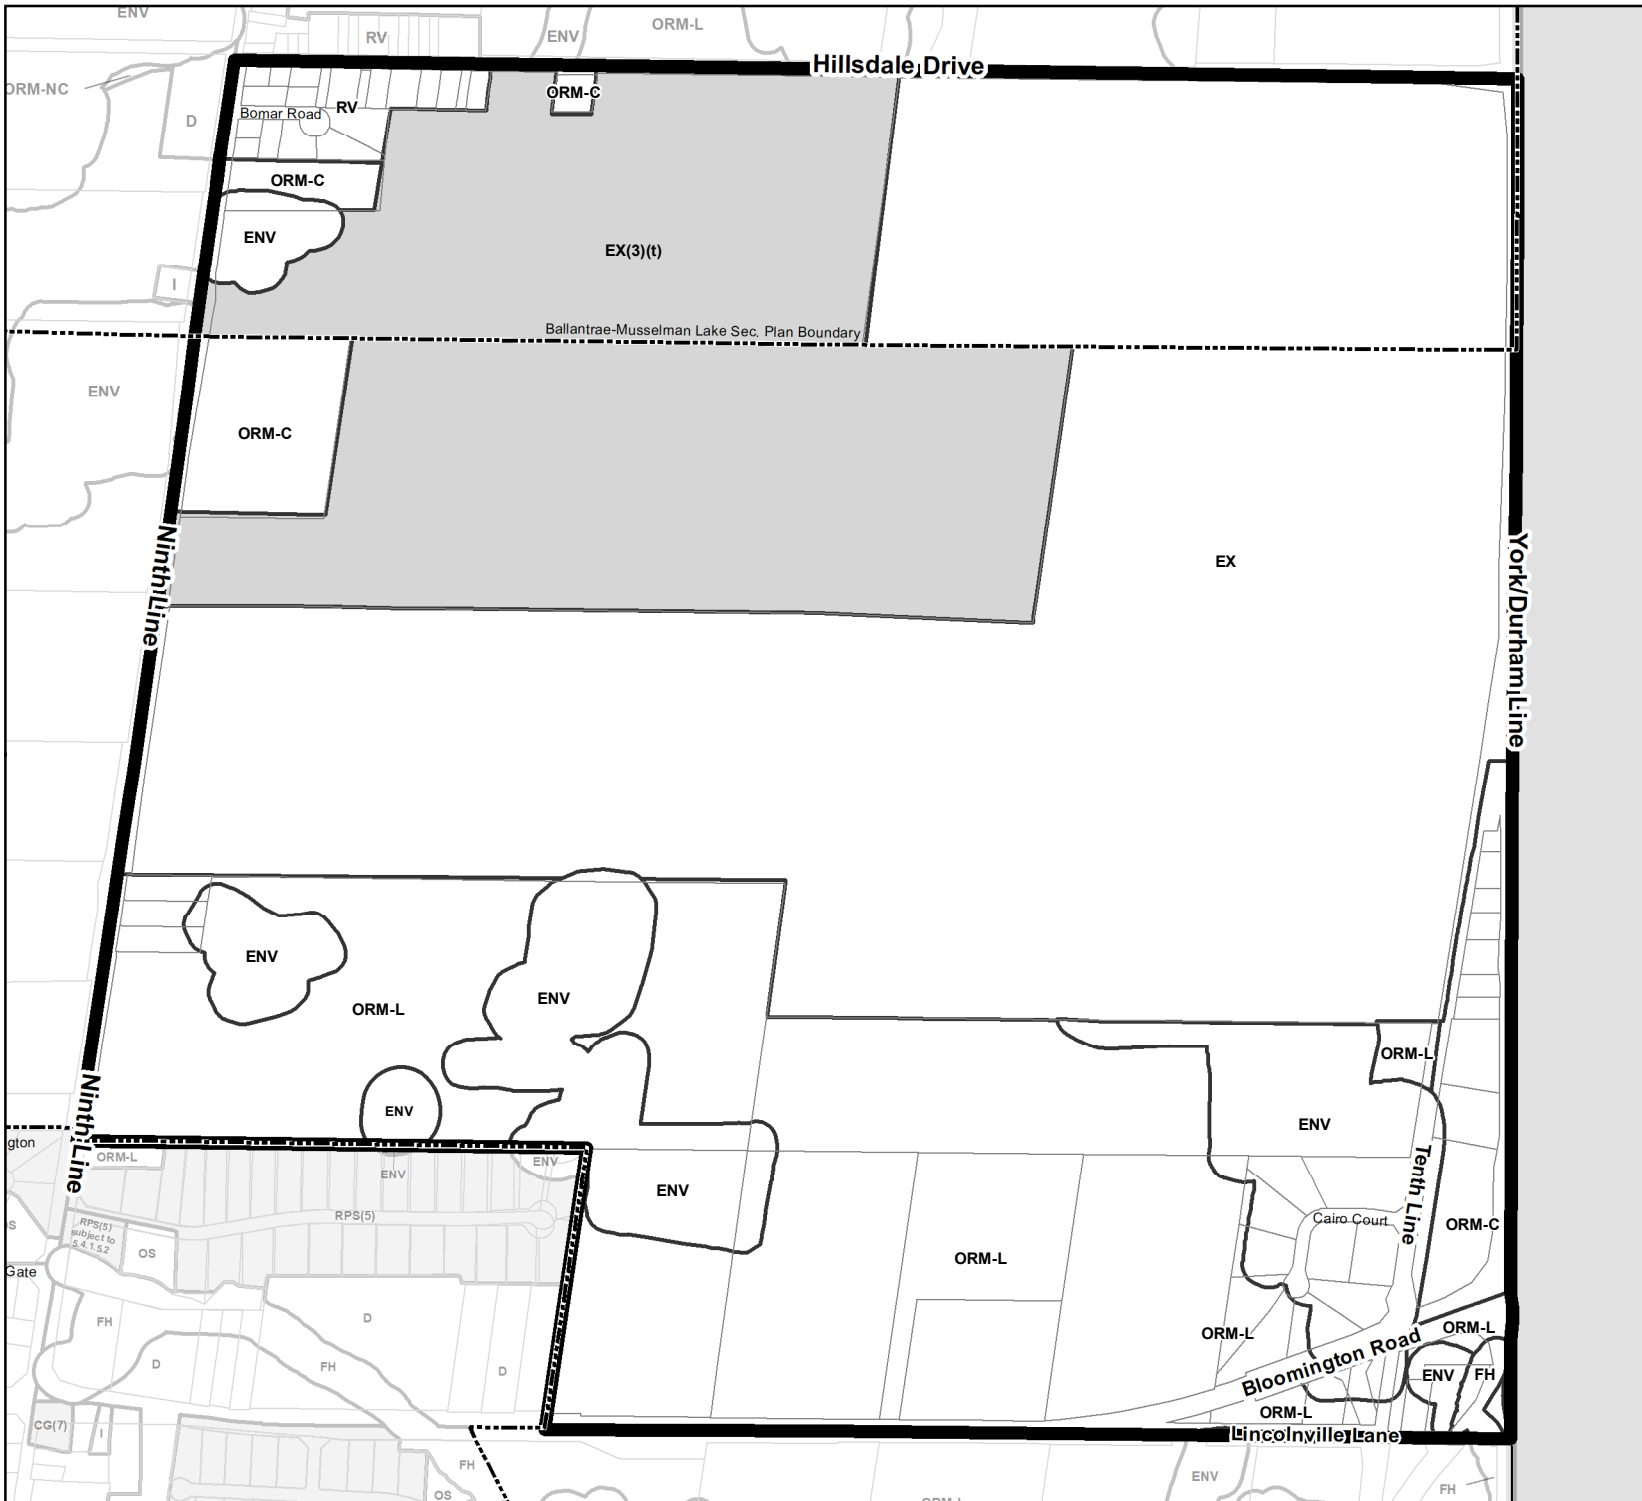 ENV
RV
ENV
ORM-L
Hillsdale Drive
ORM-NC
D
Bomar Road
RV
ORM-C
ORM-C
ENV
EX(3)(t)
I
Ballantrae-Musselman Lake Sec. Plan Boundary
ENV
ORM-C
Ninth Line
EX
York/Durham Line
ENV
ENV
ORM-L
ORM-L
ENV
ENV
Ninth Line
gton
ORM-L
ENV
ENV
ENV
Tenth Line
RPS(5)
RPS(5)
subject to
5.4.1.5.2
OS
Cairo Court
ORM-C
ORM-L
Gate
FH
D
ORM-L
ORM-L
Bloomington Road
D
FH
D
ENV
FH
ORM-L
CG(7)
I
Lincolnville Lane
FH
OS
ENV
FH